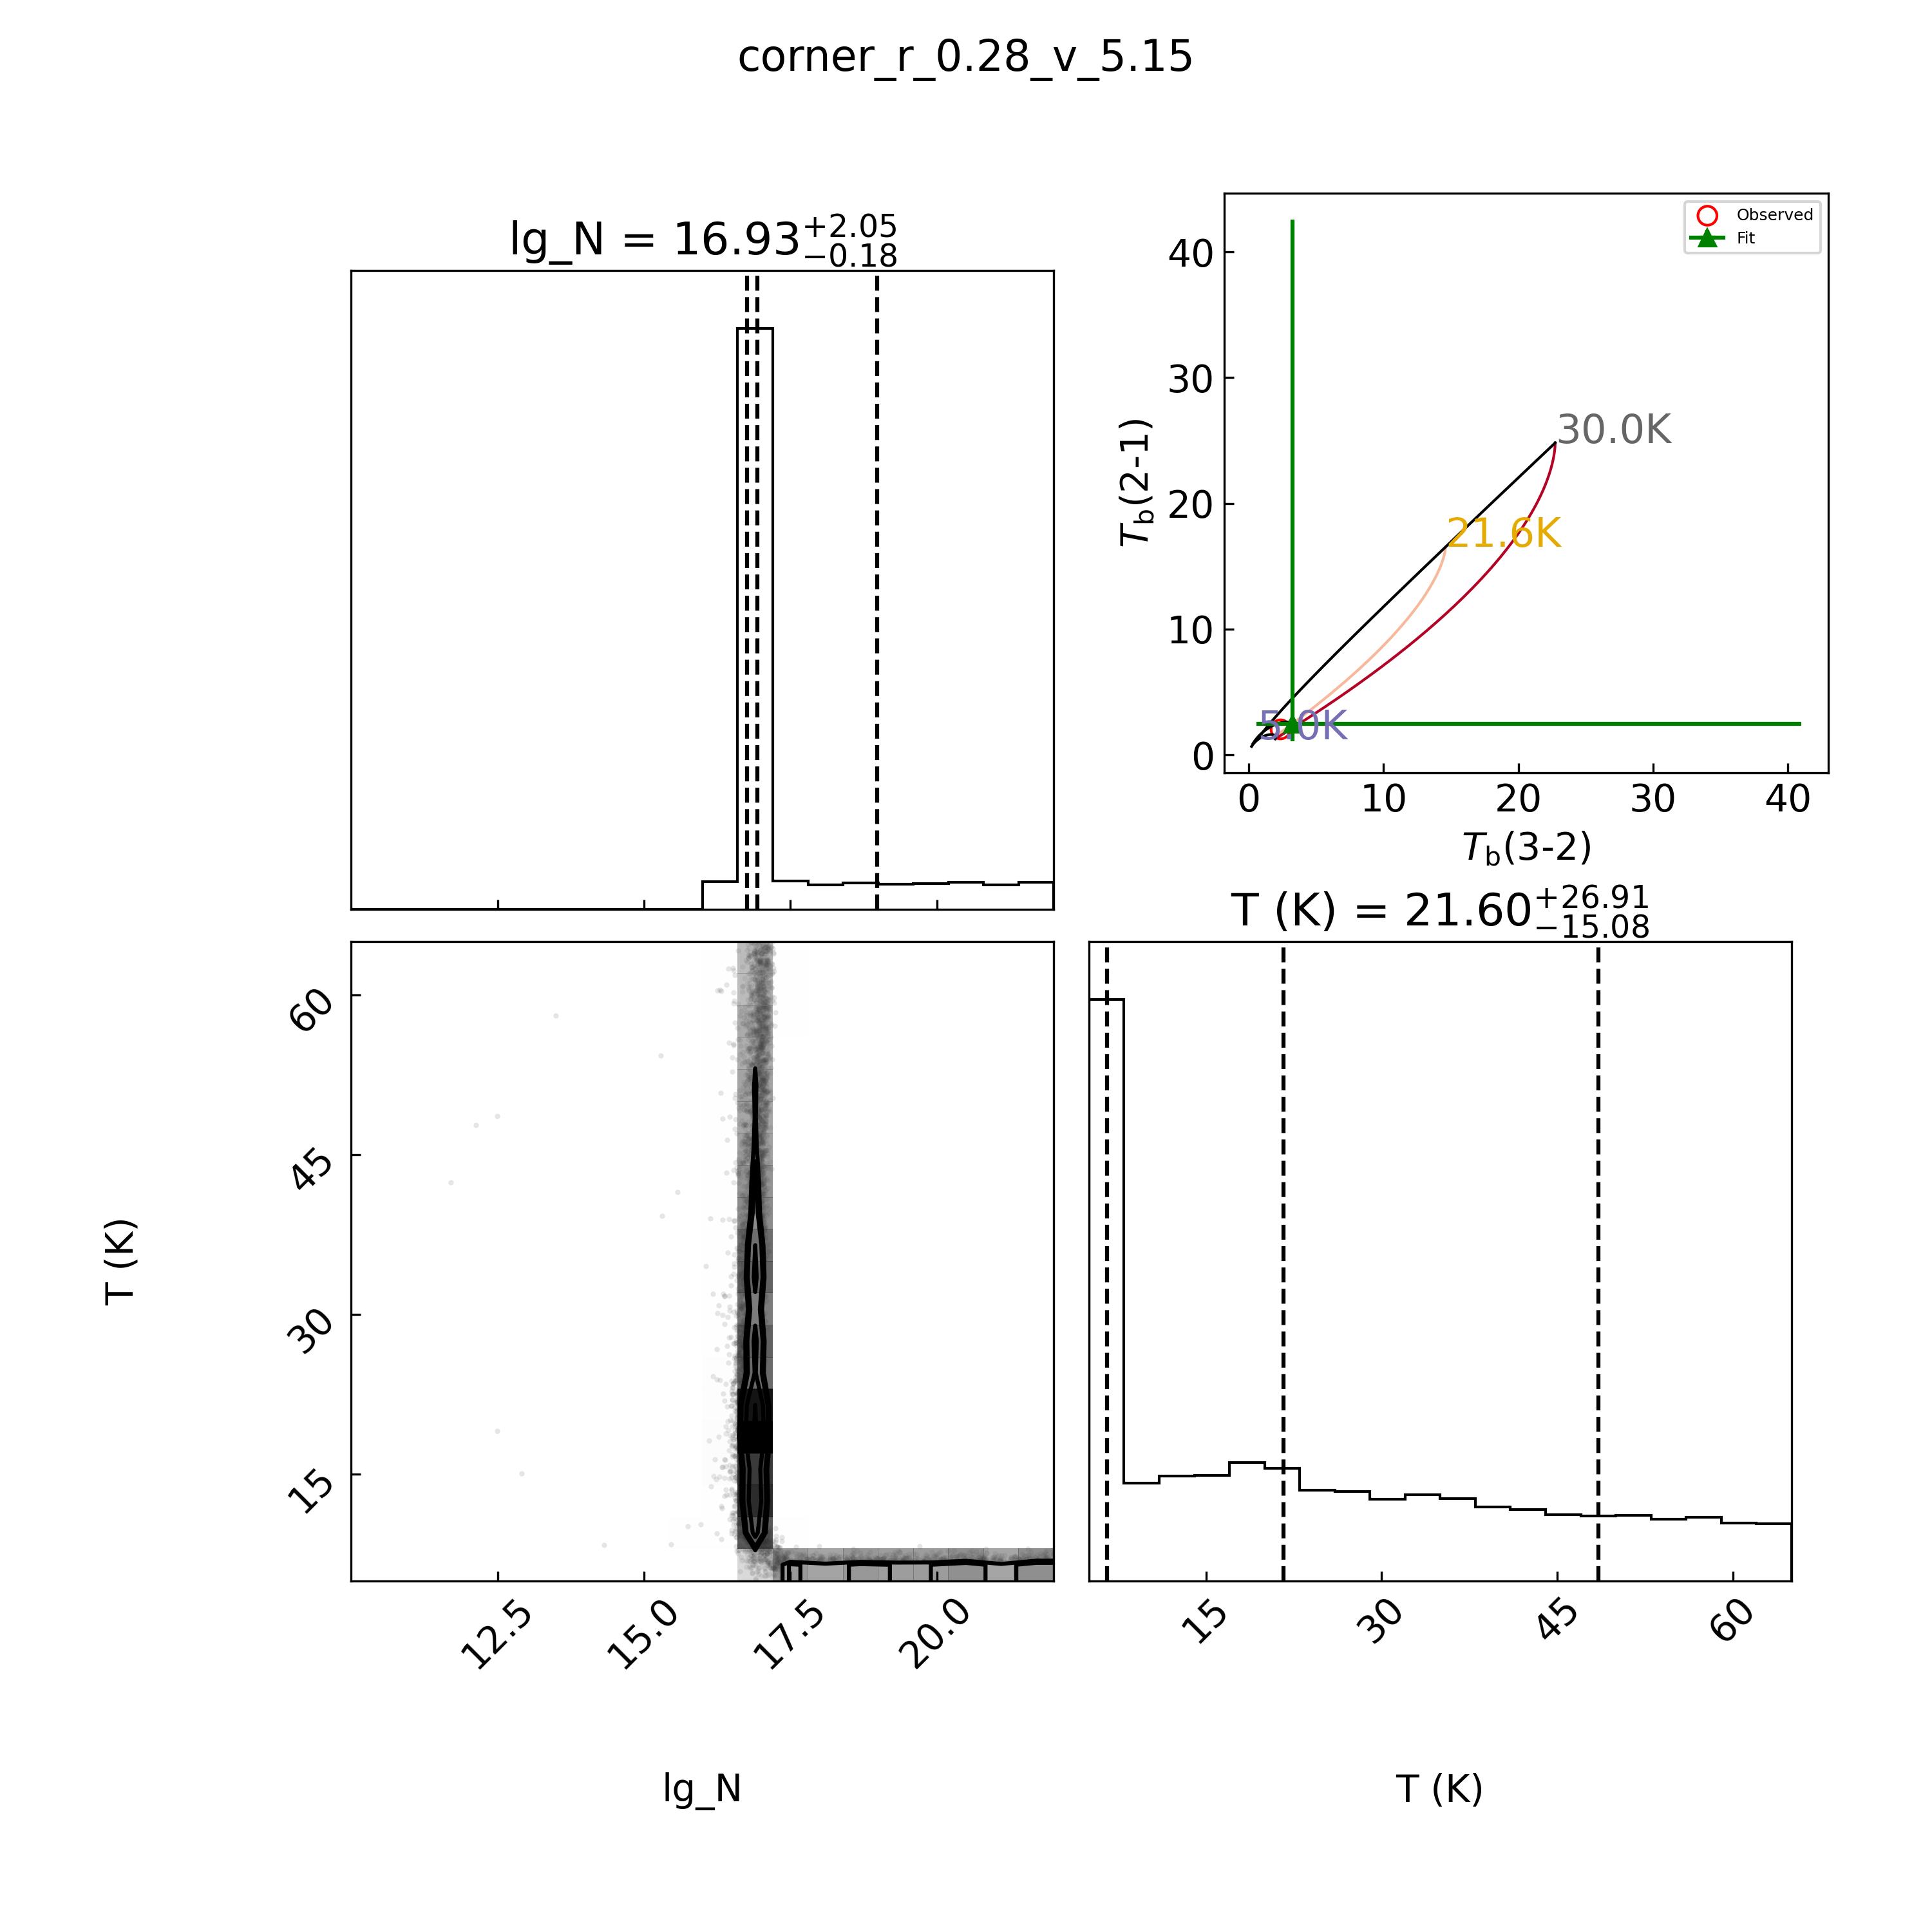 corner_r_0.28_v_5.15
lg_N = 16.93+2.05−0.18
Observed
Fit
40
30
20
10
0
Tb(2-1)
30.0K
21.6K
5.0K
0 10 20 30 40
Tb(3-2)
T (K) = 21.60+26.91−15.08
60
45
30
15
T (K)
12.5 15.0 17.5 20.0
lg_N
15 30 45 60
T (K)